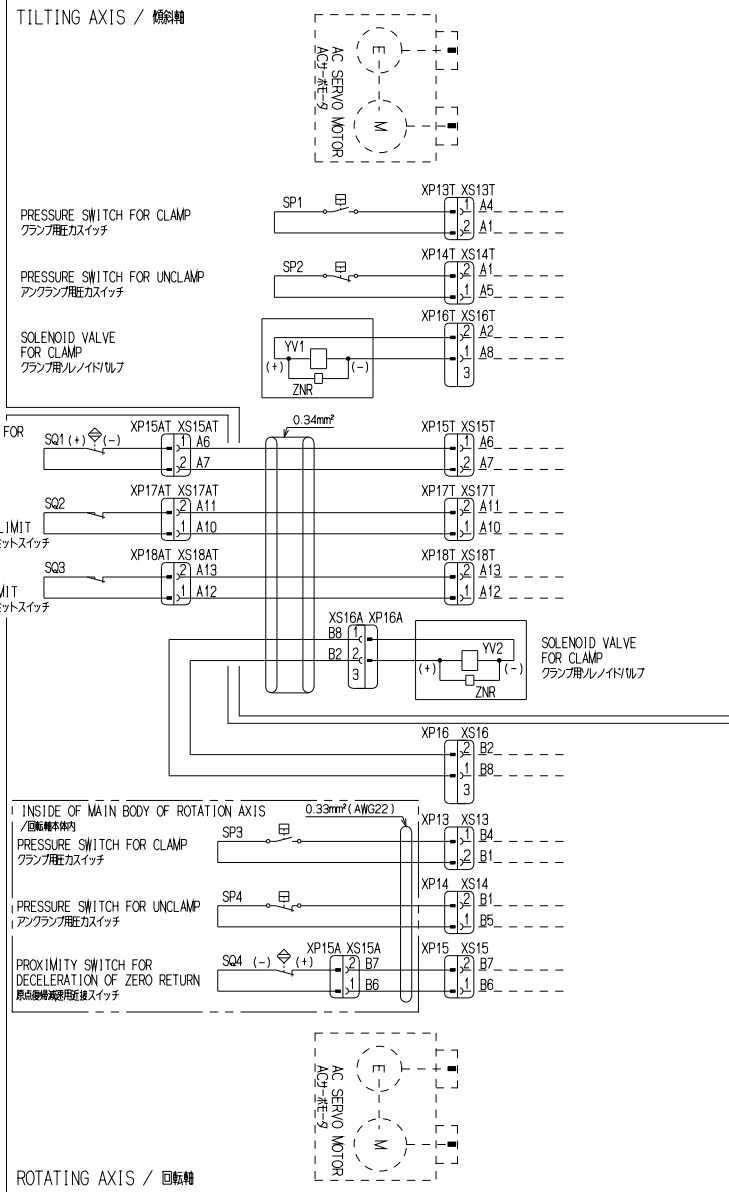 TILTING AXIS / 傾斜軸
E
M
AC SERVO MOTOR
ACサーボモータ
PRESSURE SWITCH FOR CLAMP
クランプ用圧力スイッチ
SP1
XP13T XS13T
1 A4
2 A1
PRESSURE SWITCH FOR UNCLAMP
アンクランプ用圧力スイッチ
SP2
XP14T XS14T
2 A1
1 A5
SOLENOID VALVE
FOR CLAMP
クランプ用ソレノイドバルブ
YV1
(+) (-)
ZNR
XP16T XS16T
2 A2
1 A8
3
0.34mm²
FOR
SQ1 (+) (-)
XP15AT XS15AT
1 A6
2 A7
XP15T XS15T
1 A6
2 A7
SQ2
XP17AT XS17AT
2 A11
1 A10
XP17T XS17T
2 A11
1 A10
LIMIT
ミットスイッチ
SQ3
XP18AT XS18AT
2 A13
1 A12
XP18T XS18T
2 A13
1 A12
MIT
ミットスイッチ
XS16A XP16A
B8 1
B2 2
3
YV2
(+) (-)
ZNR
SOLENOID VALVE
FOR CLAMP
クランプ用ソレノイドバルブ
XP16 XS16
2 B2
1 B8
3
INSIDE OF MAIN BODY OF ROTATION AXIS
/回転軸本体内
0.33mm²(AWG22)
PRESSURE SWITCH FOR CLAMP
クランプ用圧力スイッチ
SP3
XP13 XS13
1 B4
2 B1
PRESSURE SWITCH FOR UNCLAMP
アンクランプ用圧力スイッチ
SP4
XP14 XS14
2 B1
1 B5
PROXIMITY SWITCH FOR
DECELERATION OF ZERO RETURN
原点復帰減速用近接スイッチ
SQ4 (-) (+)
XP15A XS15A
2 B7
1 B6
XP15 XS15
2 B7
1 B6
E
M
AC SERVO MOTOR
ACサーボモータ
ROTATING AXIS / 回転軸